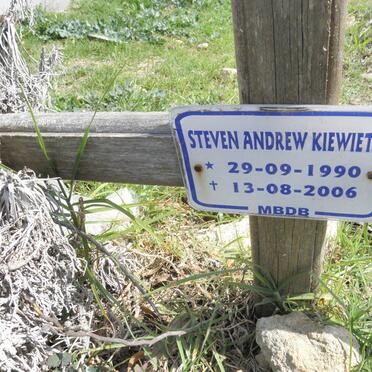 STEVEN ANDREW KIEWIET
* 29-09-1990
✝ 13-08-2006
MBDB